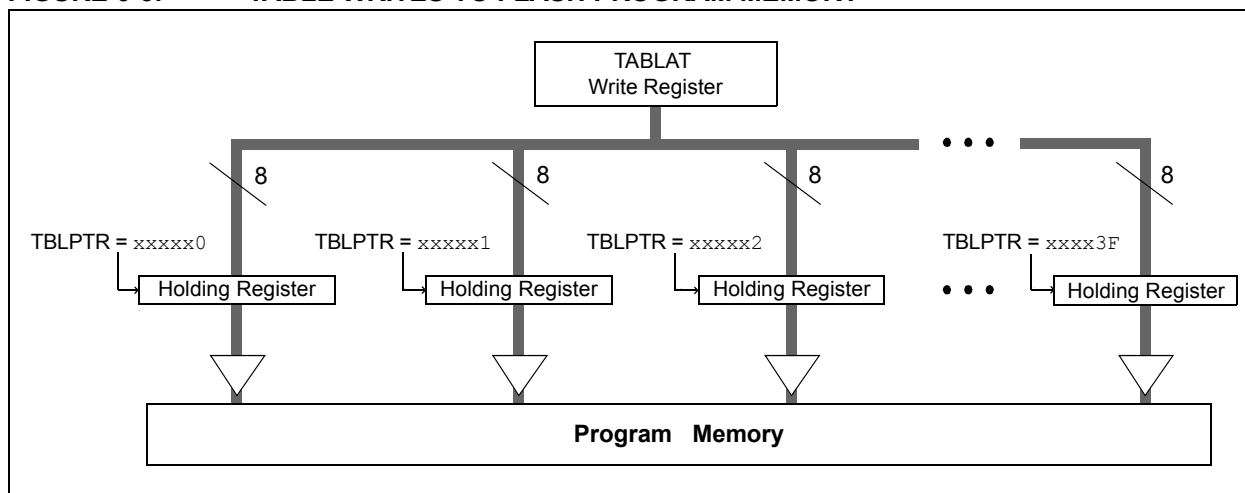 TABLAT
Write Register
8
8
8
8
TBLPTR = xxxxx0
TBLPTR = xxxxx1
TBLPTR = xxxxx2
TBLPTR = xxxx3F
Holding Register
Holding Register
Holding Register
Holding Register
Program Memory